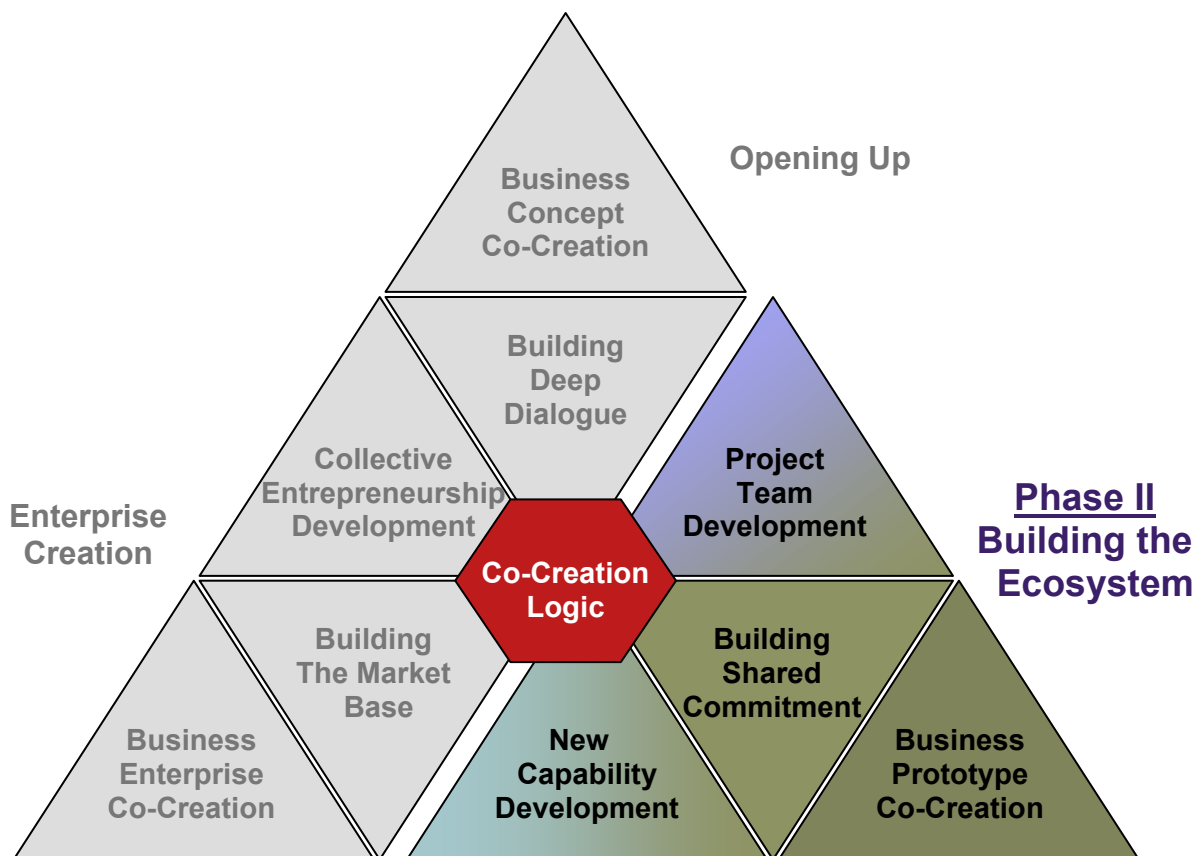 Opening Up
Business
Concept
Co-Creation
Building
Deep
Dialogue
Collective
Entrepreneurship
Development
Project
Team
Development
Enterprise
Creation
Phase II
Building the
Ecosystem
Co-Creation
Logic
Building
The Market
Base
Building
Shared
Commitment
Business
Enterprise
Co-Creation
New
Capability
Development
Business
Prototype
Co-Creation